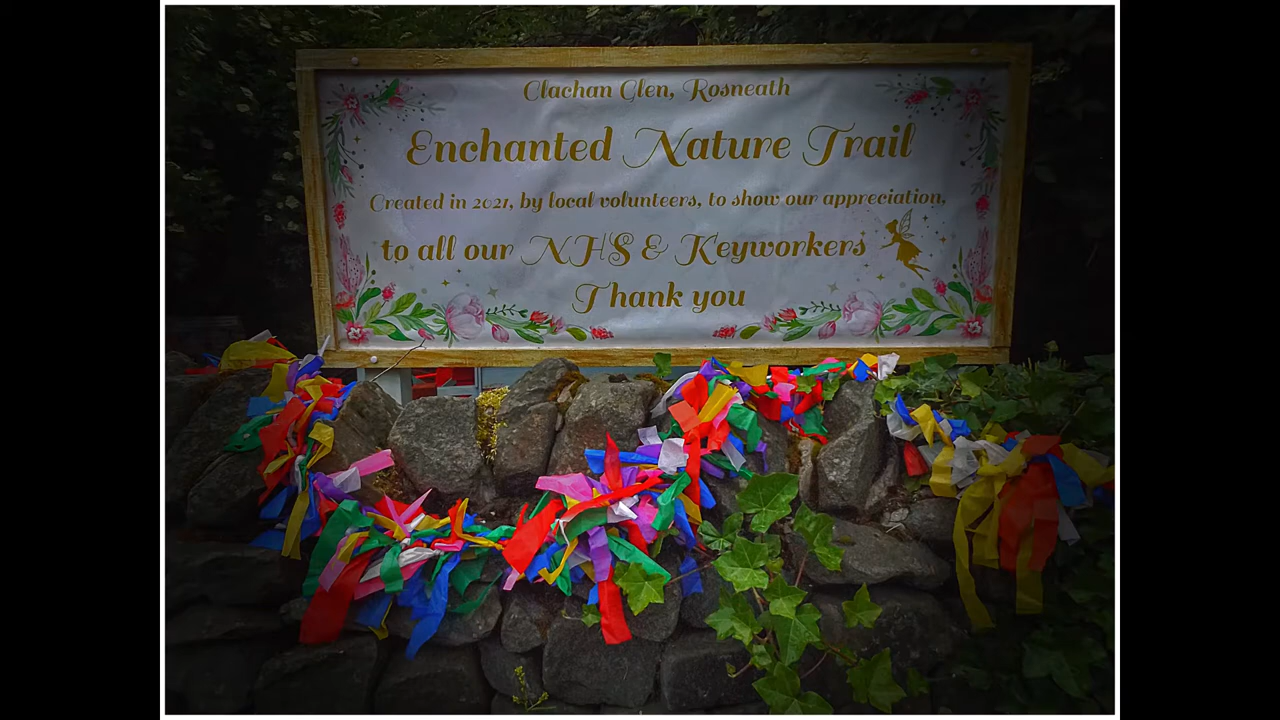 Clachan Glen, Rosneath
Enchanted Nature Trail
Created in 2021, by local volunteers, to show our appreciation,
to all our NHS & Keyworkers
Thank you